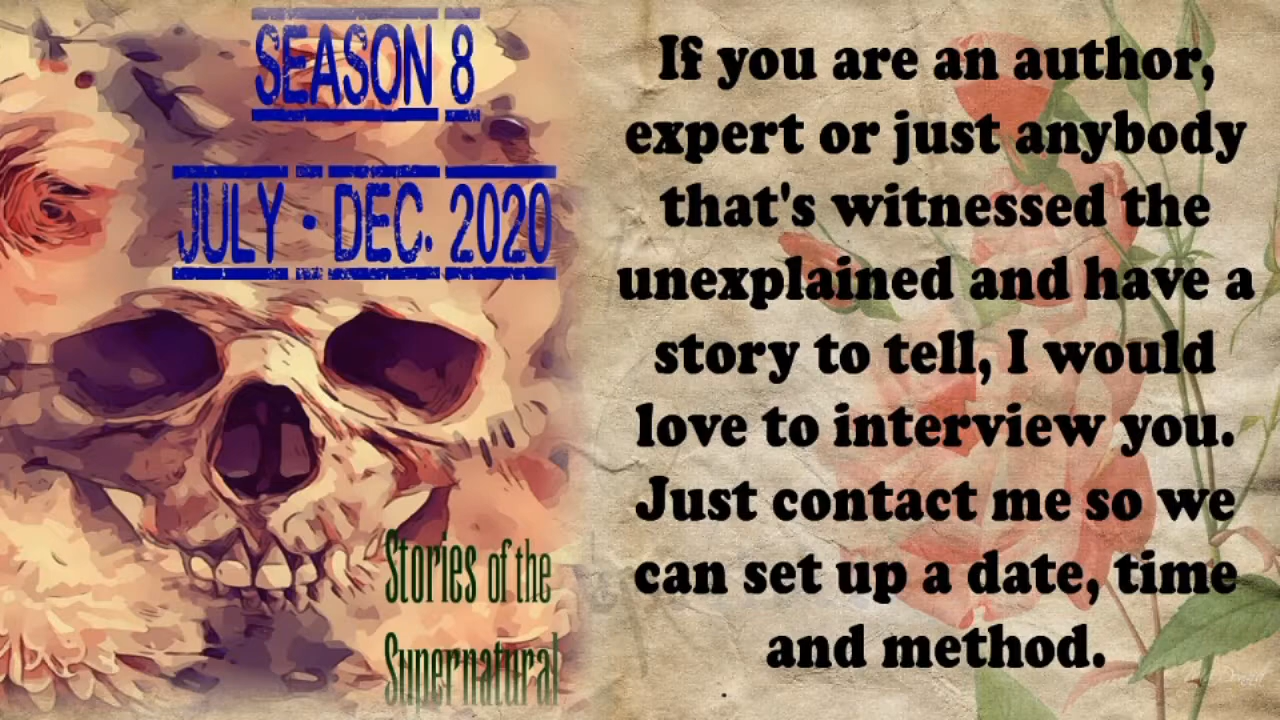 SEASON 8
JULY · DEC. 2020
Stories of the
Supernatural
If you are an author,
expert or just anybody
that's witnessed the
unexplained and have a
story to tell, I would
love to interview you.
Just contact me so we
can set up a date, time
and method.